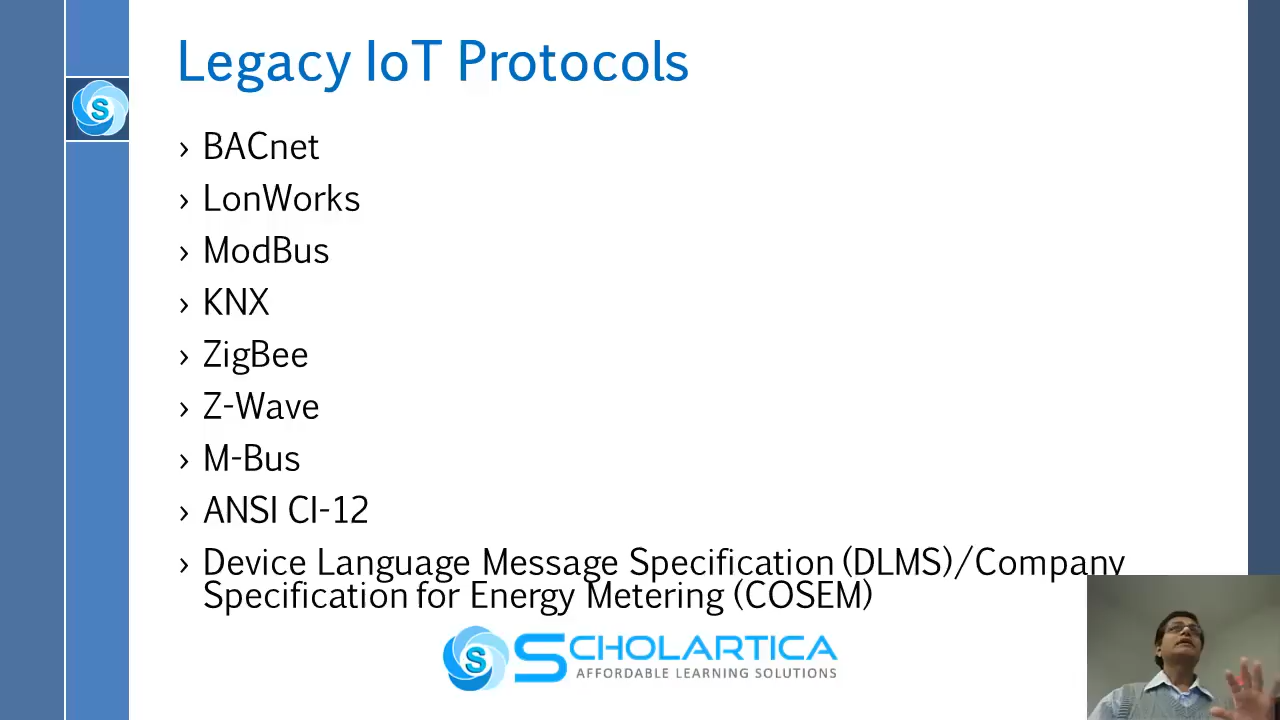 Legacy IoT Protocols
S
› BACnet
› LonWorks
› ModBus
› KNX
› ZigBee
› Z-Wave
› M-Bus
› ANSI CI-12
› Device Language Message Specification (DLMS)/Company
Specification for Energy Metering (COSEM)
S SCHOLARTICA
AFFORDABLE LEARNING SOLUTIONS